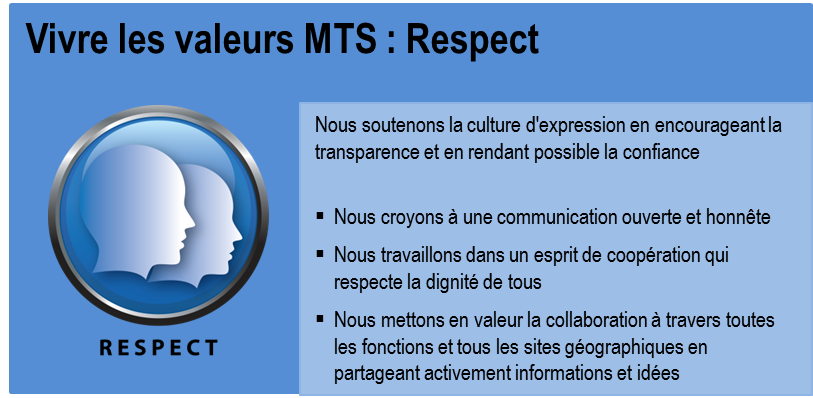 Vivre les valeurs MTS : Respect
Nous soutenons la culture d'expression en encourageant la
transparence et en rendant possible la confiance
▪ Nous croyons à une communication ouverte et honnête
▪ Nous travaillons dans un esprit de coopération qui
respecte la dignité de tous
▪ Nous mettons en valeur la collaboration à travers toutes
les fonctions et tous les sites géographiques en
partageant activement informations et idées
RESPECT